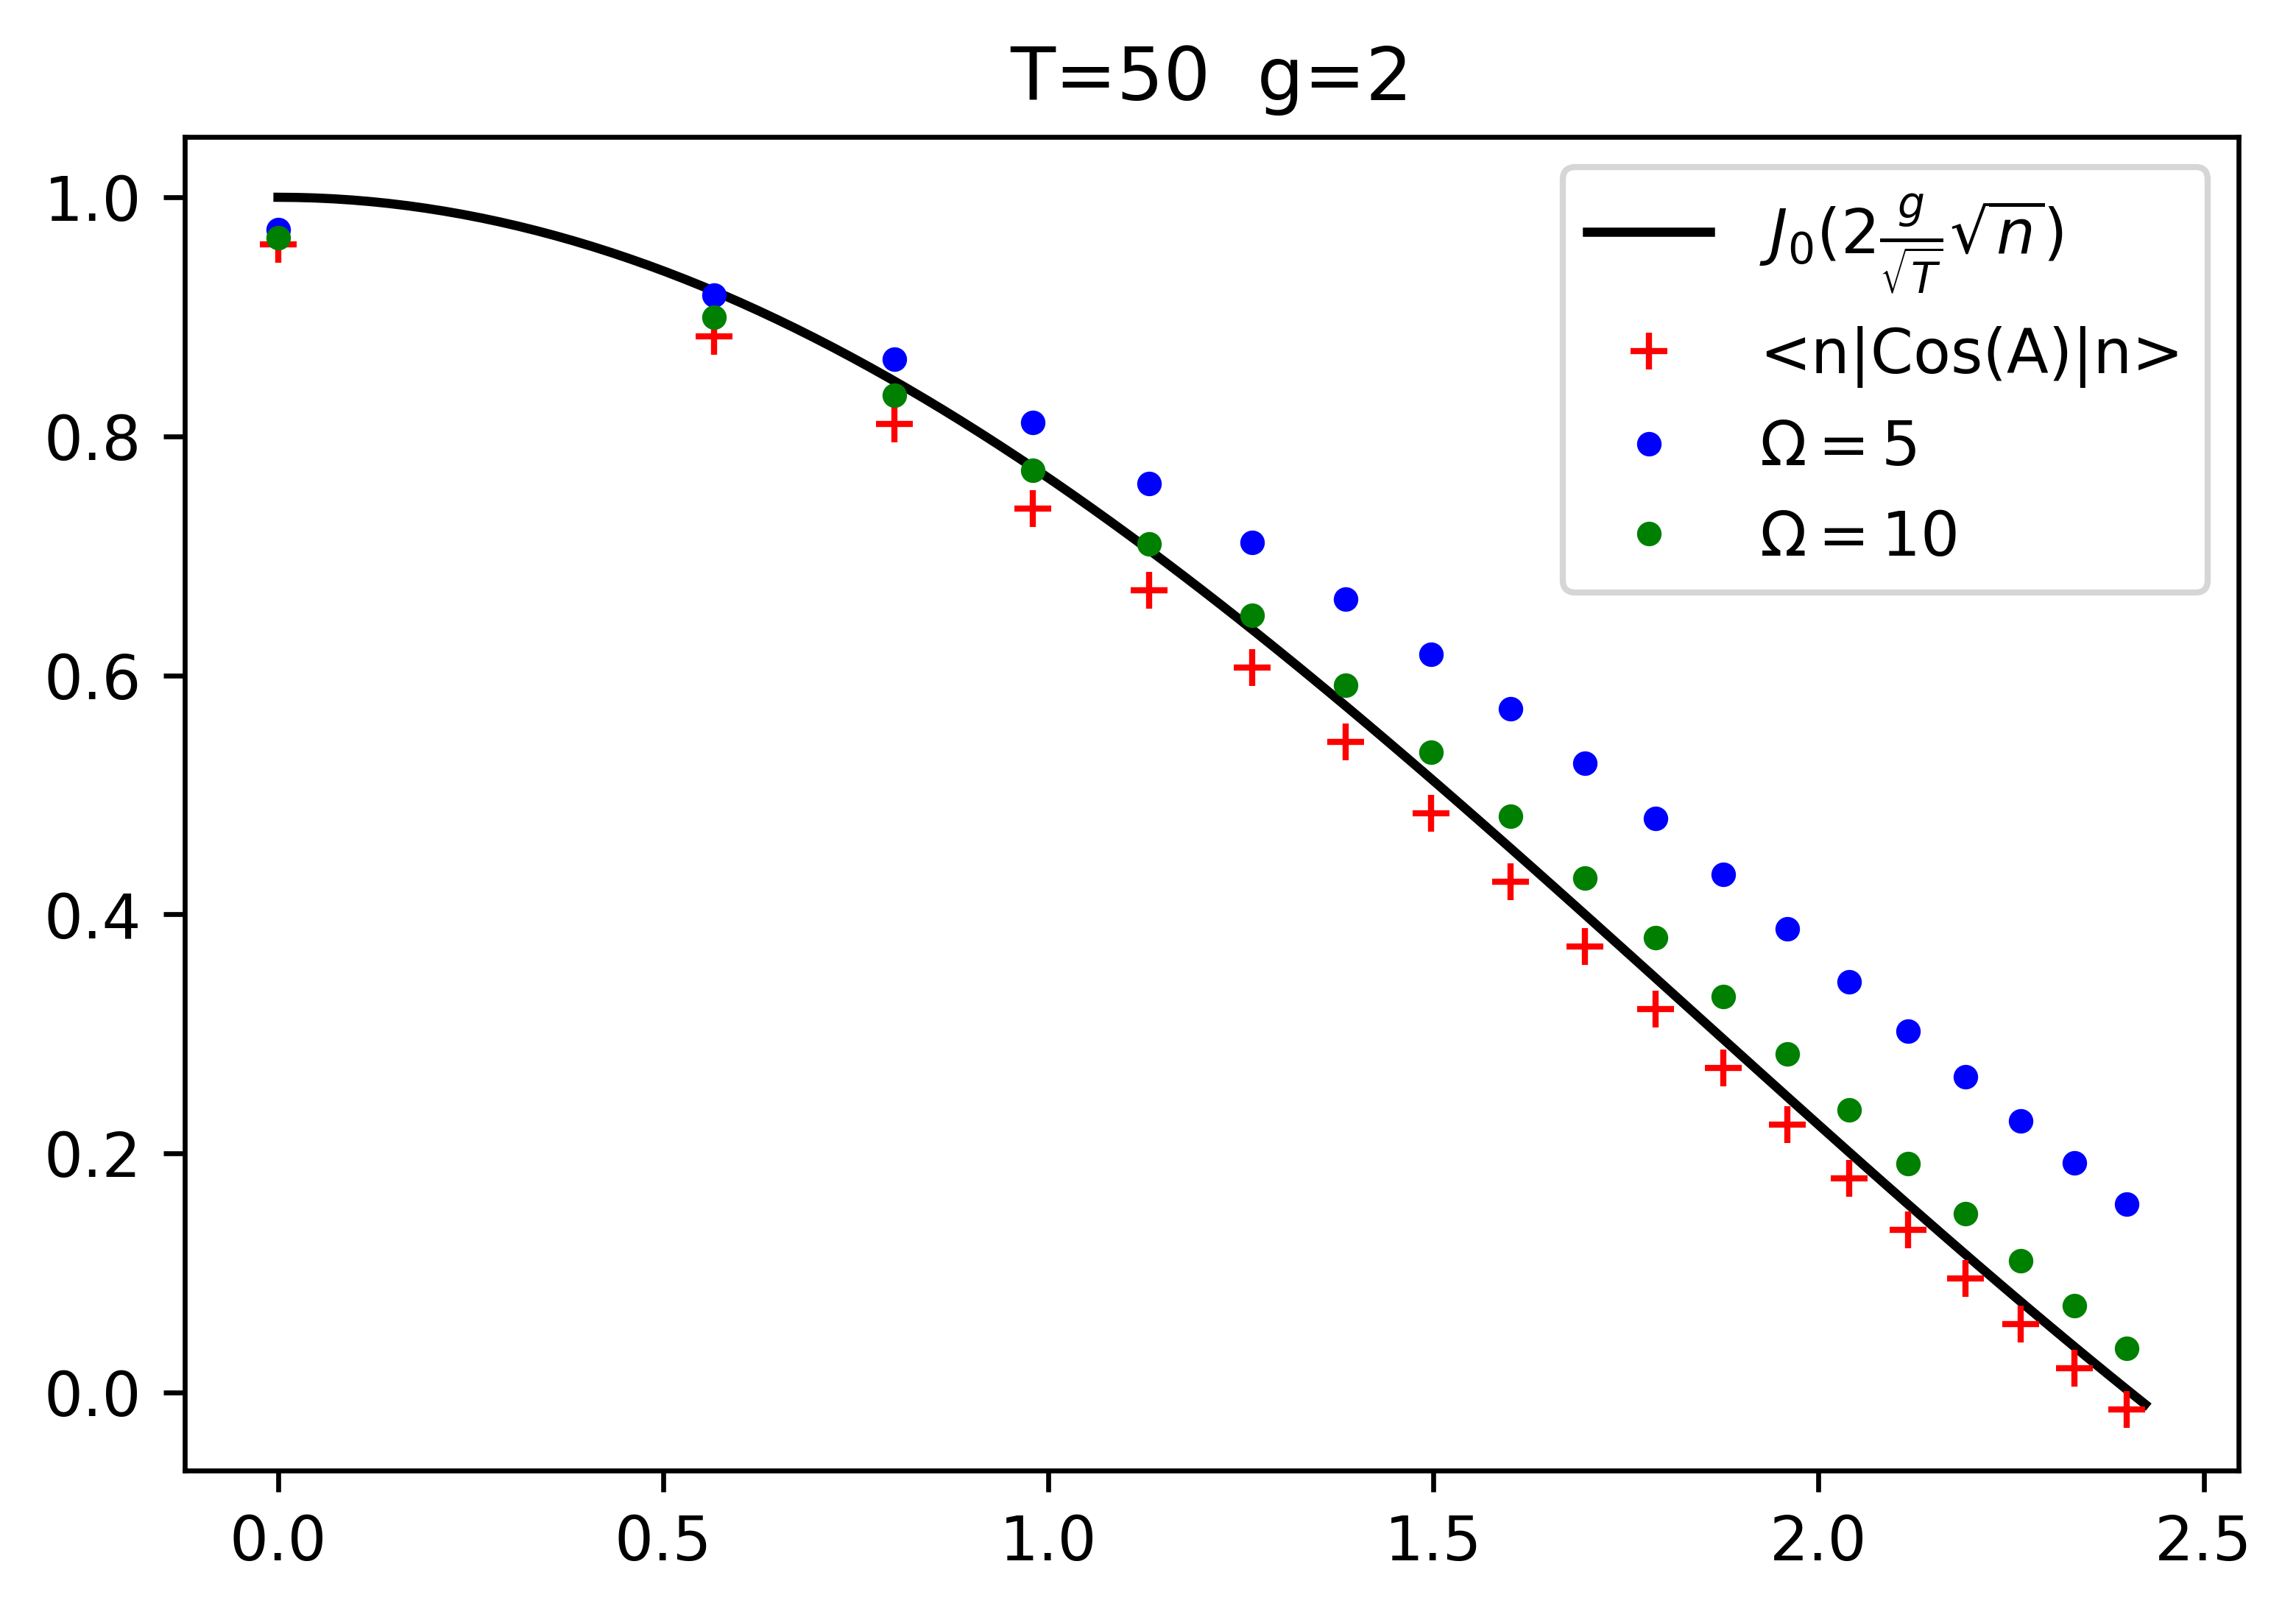 T=50 g=2
J₀(2 g/√T √n)
<n|Cos(A)|n>
Ω = 5
Ω = 10
1.0
0.8
0.6
0.4
0.2
0.0
0.0 0.5 1.0 1.5 2.0 2.5